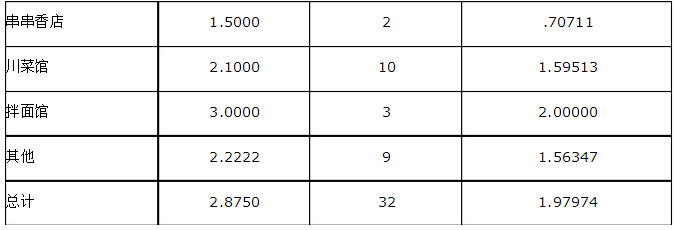 串串香店 1.5000 2 .70711
川菜馆 2.1000 10 1.59513
拌面馆 3.0000 3 2.00000
其他 2.2222 9 1.56347
总计 2.8750 32 1.97974